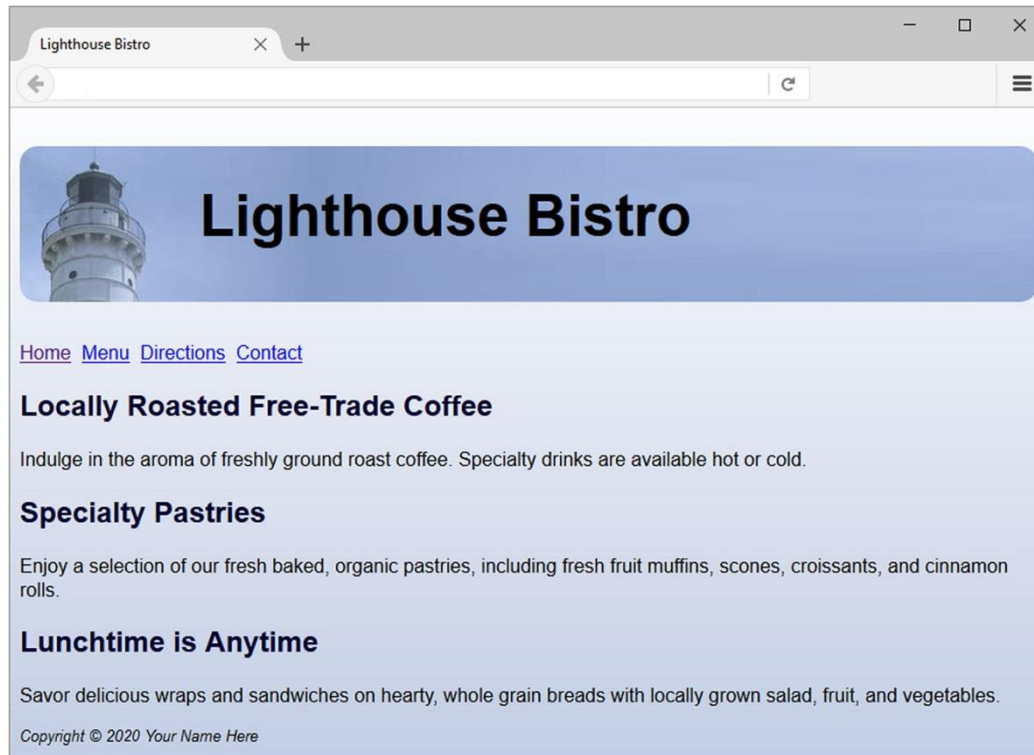 Lighthouse Bistro
Lighthouse Bistro
Home Menu Directions Contact
Locally Roasted Free-Trade Coffee
Indulge in the aroma of freshly ground roast coffee. Specialty drinks are available hot or cold.
Specialty Pastries
Enjoy a selection of our fresh baked, organic pastries, including fresh fruit muffins, scones, croissants, and cinnamon
rolls.
Lunchtime is Anytime
Savor delicious wraps and sandwiches on hearty, whole grain breads with locally grown salad, fruit, and vegetables.
Copyright © 2020 Your Name Here